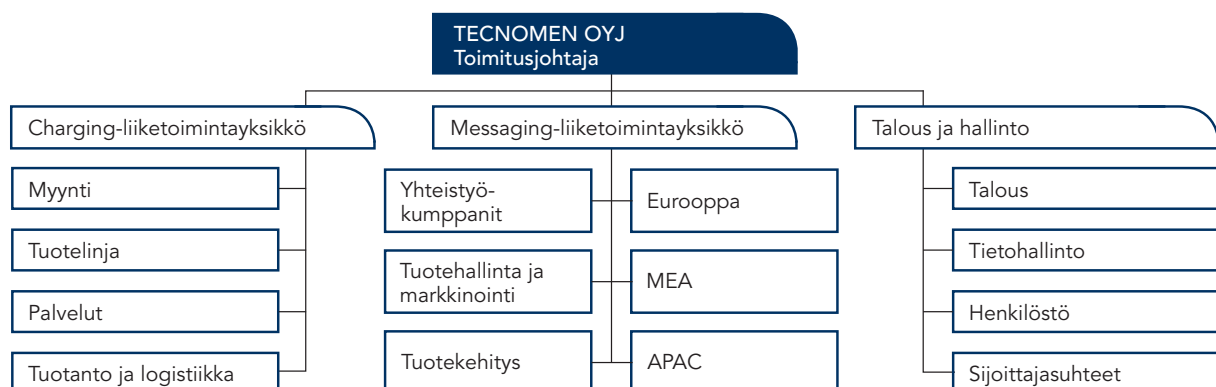 TECNOMEN OYJ
Toimitusjohtaja
Charging-liiketoimintayksikkö
Messaging-liiketoimintayksikkö
Talous ja hallinto
Myynti
Tuotelinja
Palvelut
Tuotanto ja logistiikka
Yhteistyö-
kumppanit
Eurooppa
Tuotehallinta ja
markkinointi
MEA
Tuotekehitys
APAC
Talous
Tietohallinto
Henkilöstö
Sijoittajasuhteet